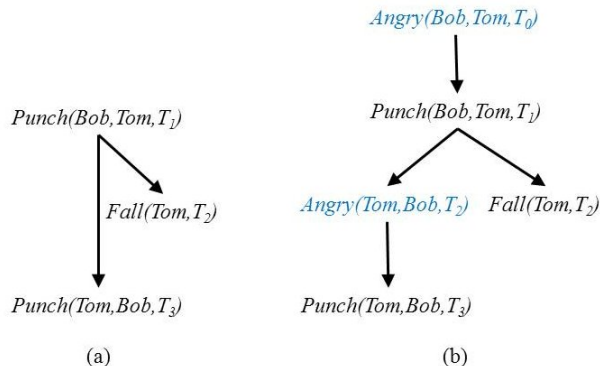 Angry(Bob,Tom,T0)
Punch(Bob,Tom,T1)
Punch(Bob,Tom,T1)
Fall(Tom,T2)
Angry(Tom,Bob,T2)
Fall(Tom,T2)
Punch(Tom,Bob,T3)
Punch(Tom,Bob,T3)
(a)
(b)